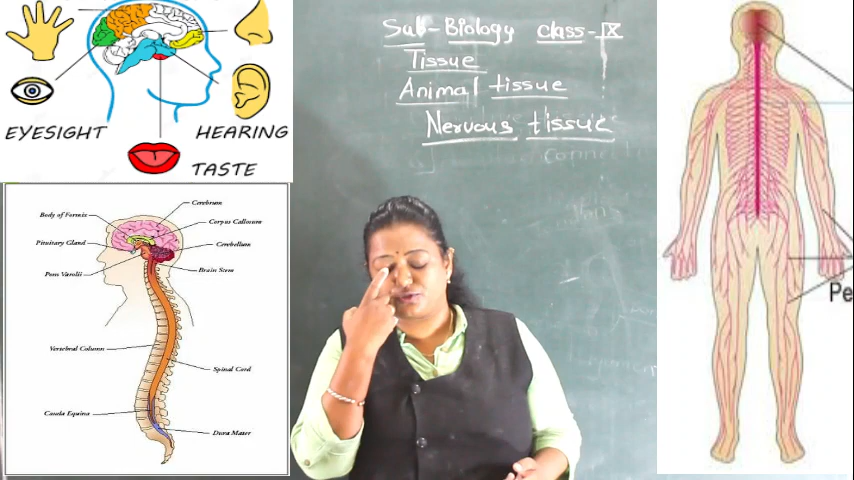 EYESIGHT
HEARING
TASTE
Cerebrum
Body of Fornix
Corpus Callosum
Pituitary Gland
Cerebellum
Pons Varolii
Brain Stem
Vertebral Column
Spinal Cord
Cauda Equina
Dura Mater
Sub-Biology class-IX
Tissue
Animal tissue
Nervous tissue
Pe